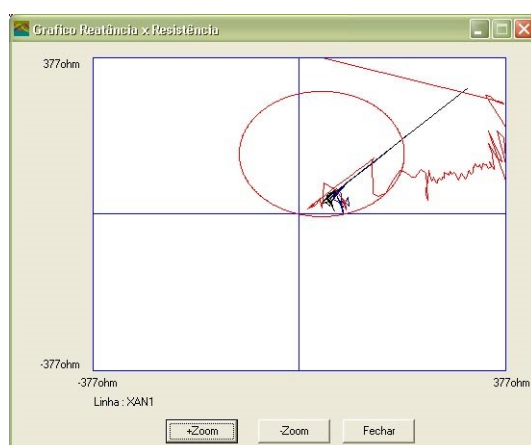 Grafico Reatância x Resistência
377ohm
-377ohm
-377ohm
377ohm
Linha : XAN1
+Zoom
-Zoom
Fechar